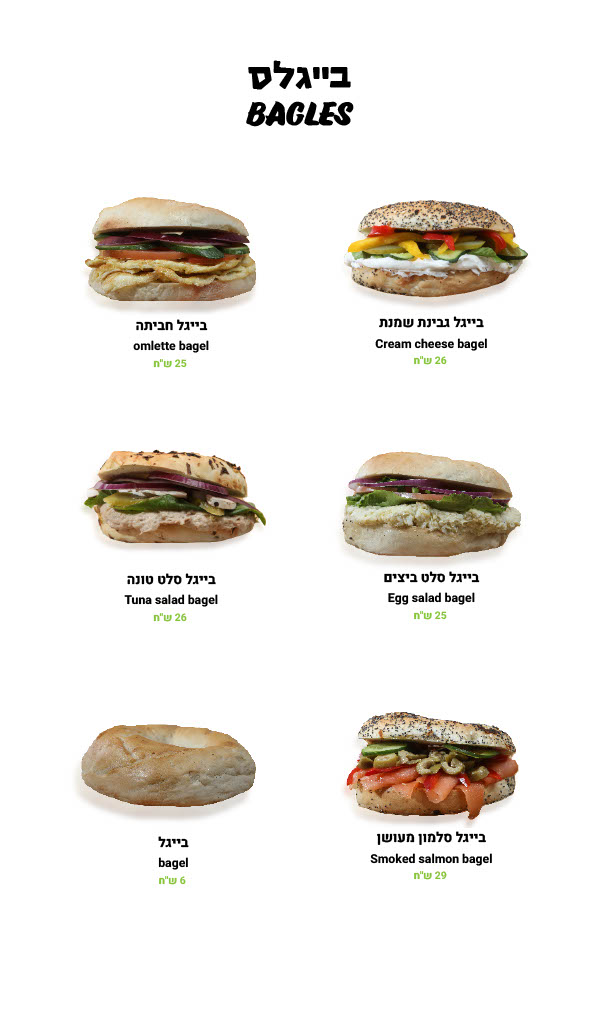 בייגלס
BAGLES
בייגל חביתה
omlette bagel
25 ש"ח
בייגל גבינת שמנת
Cream cheese bagel
26 ש"ח
בייגל סלט טונה
Tuna salad bagel
26 ש"ח
בייגל סלט ביצים
Egg salad bagel
25 ש"ח
בייגל
bagel
6 ש"ח
בייגל סלמון מעושן
Smoked salmon bagel
29 ש"ח